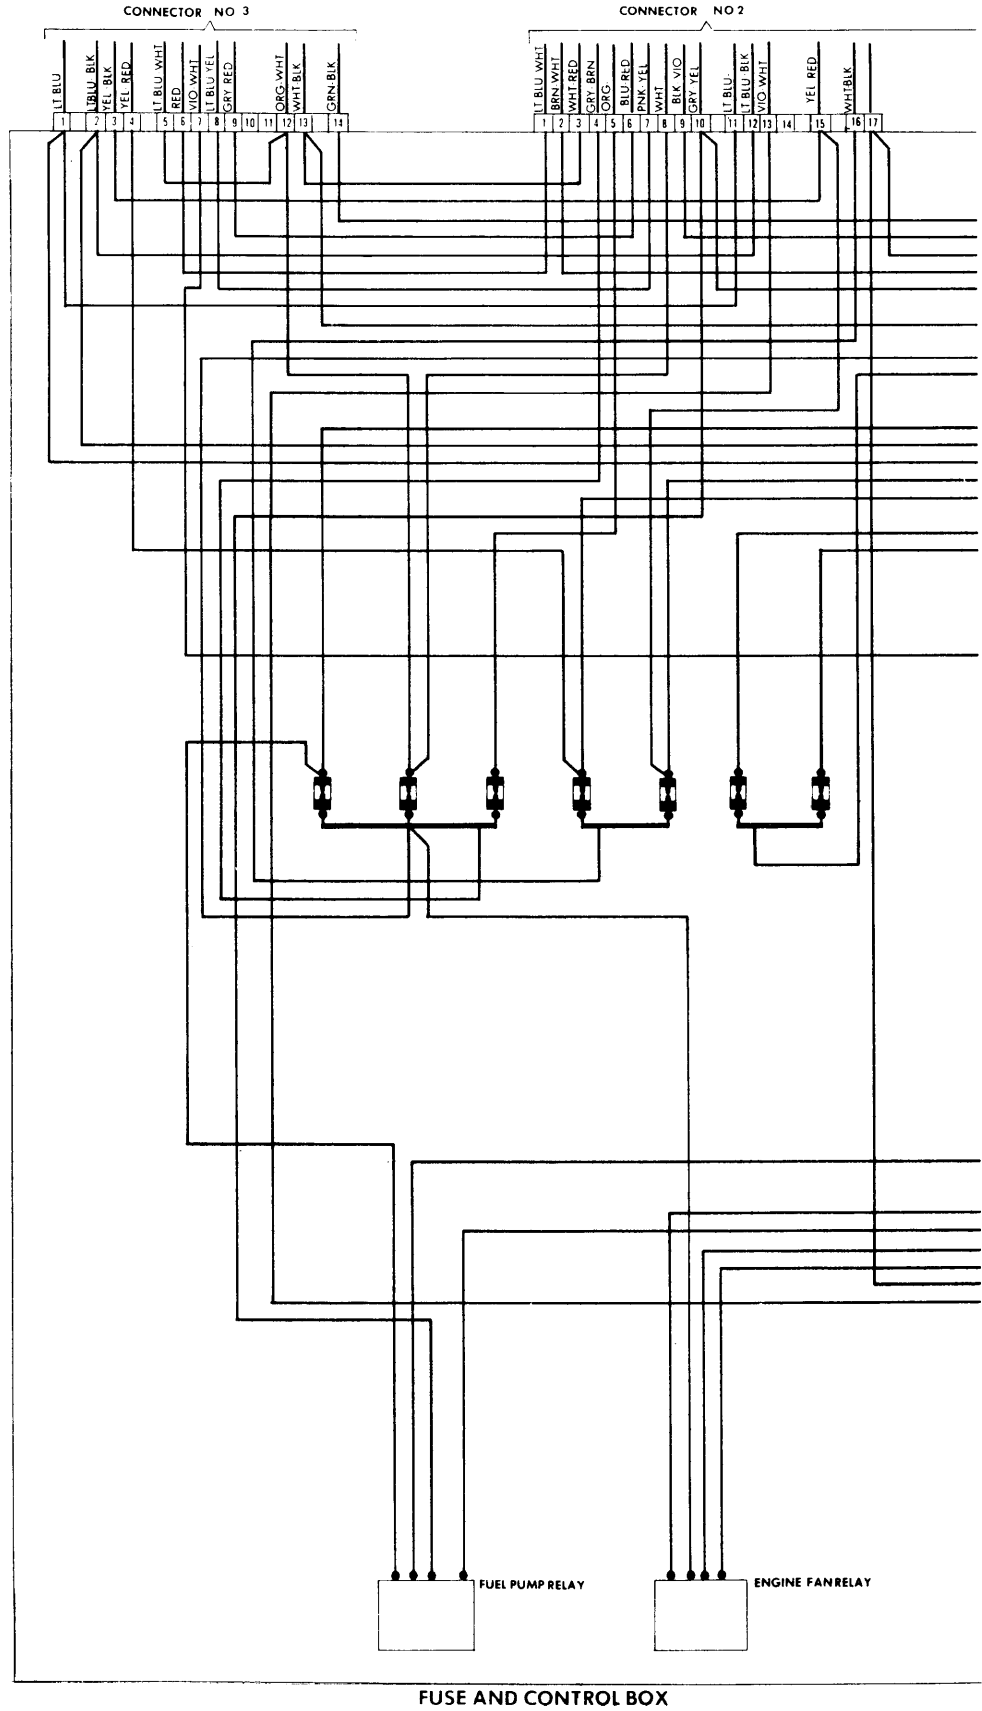 CONNECTOR NO 3
CONNECTOR NO 2
LT BLU
LTBLU-BLK
YEL-BLK
YEL-RED
LT BLU WHT
RED
VIO-WHT
LT BLU YEL
GRY RED
ORG-WHT
WHT-BLK
GRN-BLK
LT BLU WHT
BRN-WHT
WHT-RED
GRY-BRN
ORG-
BLU-RED
PNK-YEL
WHT
BLK VIO
GRY YEL
LT BLU-
LT BLU-BLK
VIO-WHT
YEL RED
WHTBLK
1 2 3 4 5 6 7 8 9 10 11 12 13 14
1 2 3 4 5 6 7 8 9 10 11 12 13 14 15 16 17
FUEL PUMP RELAY
ENGINE FAN RELAY
FUSE AND CONTROL BOX